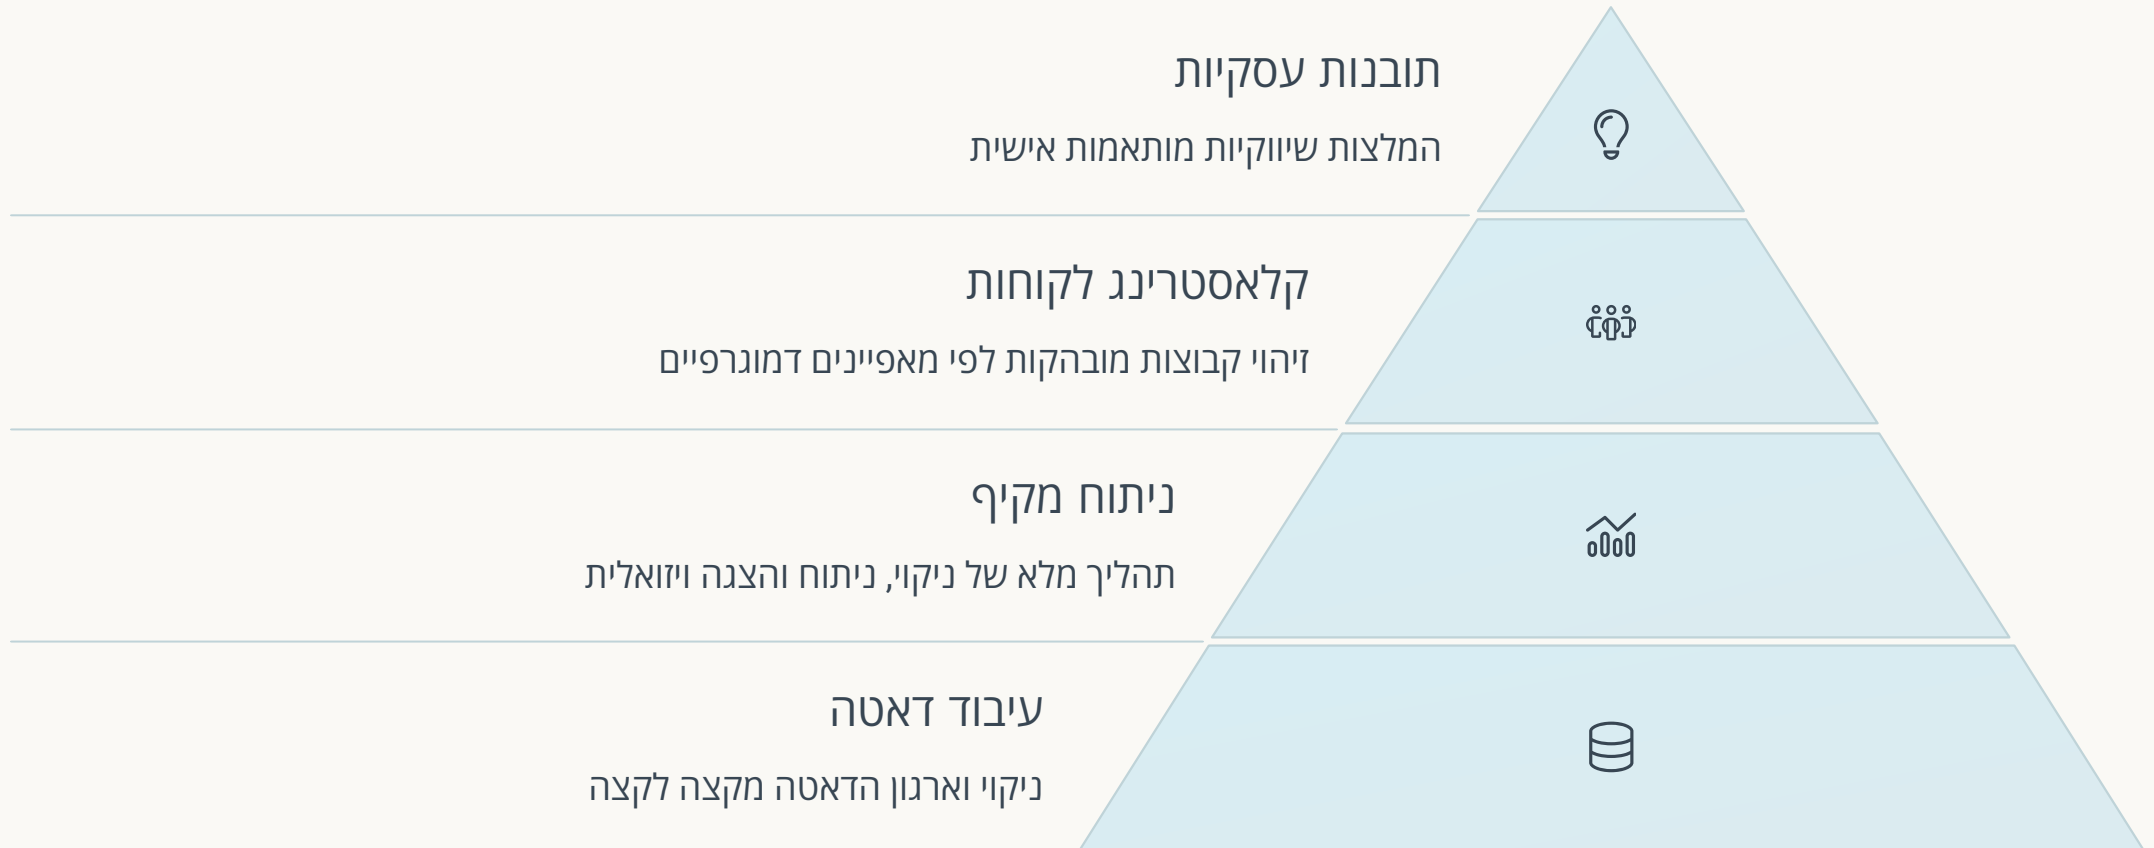 תובנות עסקיות
המלצות שיווקיות מותאמות אישית
קלאסטרינג לקוחות
זיהוי קבוצות מובהקות לפי מאפיינים דמוגרפיים
ניתוח מקיף
תהליך מלא של ניקוי, ניתוח והצגה ויזואלית
עיבוד דאטה
ניקוי וארגון הדאטה מקצה לקצה